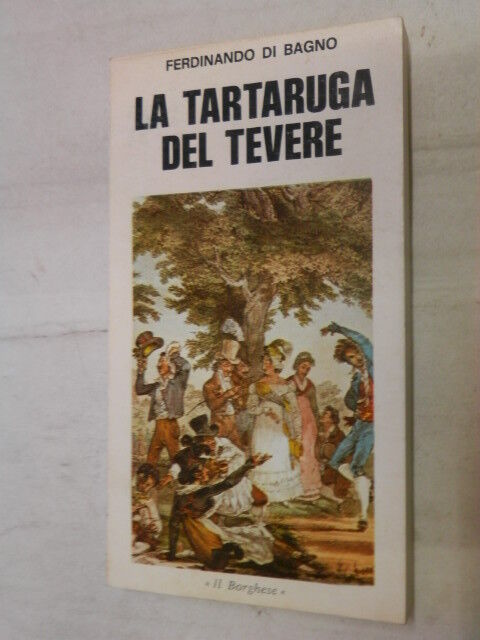 FERDINANDO DI BAGNO
LA TARTARUGA
DEL TEVERE
« Il Borghese »